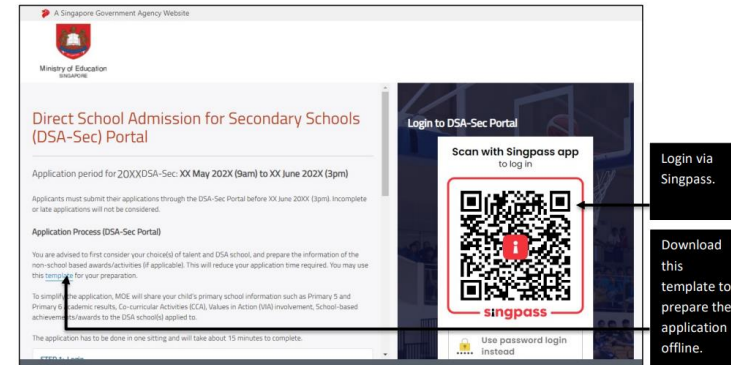 A Singapore Government Agency Website
Ministry of Education
SINGAPORE
Direct School Admission for Secondary Schools
(DSA-Sec) Portal
Application period for 20XXDSA-Sec: XX May 202X (9am) to XX June 202X (3pm)
Applicants must submit their applications through the DSA-Sec Portal before XX June 20XX (3pm). Incomplete
or late applications will not be considered.
Application Process (DSA-Sec Portal)
You are advised to first consider your choice(s) of talent and DSA school, and prepare the information of the
non-school based awards/activities (if applicable). This will reduce your application time required. You may use
this template for your preparation.
To simplify the application, MOE will share your child's primary school information such as Primary 5 and
Primary 6 academic results, Co-curricular Activities (CCA), Values in Action (VIA) involvement, School-based
achievements/awards to the DSA school(s) applied to.
The application has to be done in one sitting and will take about 15 minutes to complete.
STEP 1: Login
Login to DSA-Sec Portal
Scan with Singpass app
to log in
singpass
Use password login
instead
Login via
Singpass.
Download
this
template to
prepare the
application
offline.